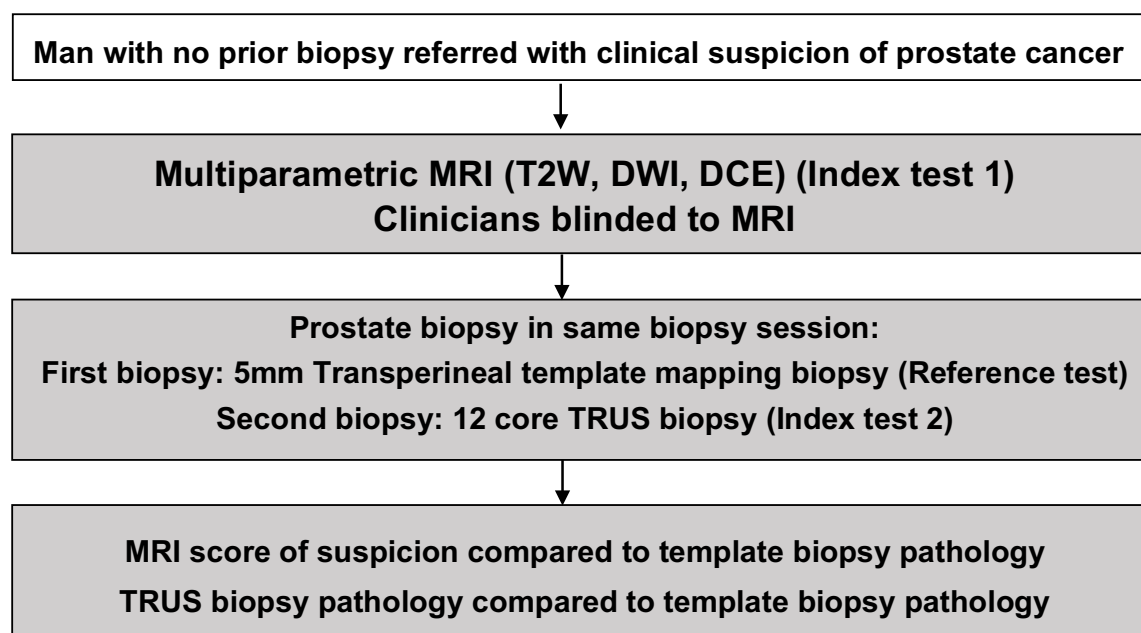 Man with no prior biopsy referred with clinical suspicion of prostate cancer
Multiparametric MRI (T2W, DWI, DCE) (Index test 1)
Clinicians blinded to MRI
Prostate biopsy in same biopsy session:
First biopsy: 5mm Transperineal template mapping biopsy (Reference test)
Second biopsy: 12 core TRUS biopsy (Index test 2)
MRI score of suspicion compared to template biopsy pathology
TRUS biopsy pathology compared to template biopsy pathology